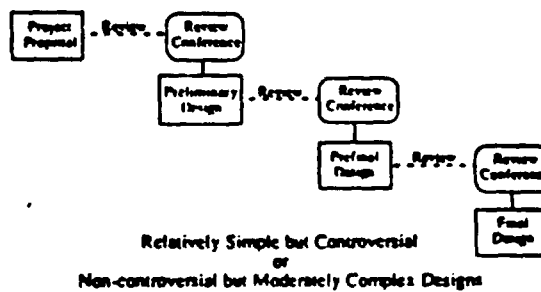 Project
Proposal
Review
Review
Conference
Preliminary
Design
Review
Review
Conference
Prefinal
Design
Review
Review
Conference
Final
Design
Relatively Simple but Controversial
or
Non-controversial but Moderately Complex Designs